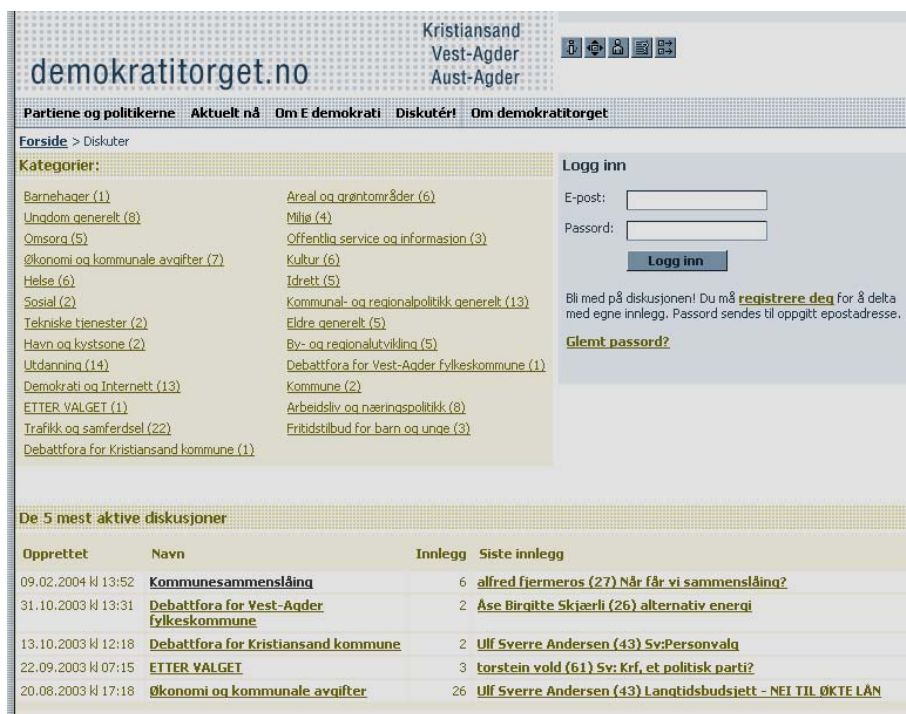 Kristiansand
Vest-Agder
Aust-Agder
demokratitorget.no
Partiene og politikerne Aktuelt nå Om E demokrati Diskutér! Om demokratitorget
Forside > Diskuter
Kategorier:
Barnehager (1)
Ungdom generelt (8)
Omsorg (5)
Økonomi og kommunale avgifter (7)
Helse (6)
Sosial (2)
Tekniske tjenester (2)
Havn og kystsone (2)
Utdanning (14)
Demokrati og Internett (13)
ETTER VALGET (1)
Trafikk og samferdsel (22)
Debattfora for Kristiansand kommune (1)
Areal og grøntområder (6)
Miljø (4)
Offentlig service og informasjon (3)
Kultur (6)
Idrett (5)
Kommunal- og regionalpolitikk generelt (13)
Eldre generelt (5)
By- og regionalutvikling (5)
Debattfora for Vest-Agder fylkeskommune (1)
Kommune (2)
Arbeidsliv og næringspolitikk (8)
Fritidstilbud for barn og unge (3)
Logg inn
E-post:
Passord:
Logg inn
Bli med på diskusjonen! Du må registrere deg for å delta
med egne innlegg. Passord sendes til oppgitt epostadresse.
Glemt passord?
De 5 mest aktive diskusjoner
Opprettet Navn Innlegg Siste innlegg
09.02.2004 kl 13:52 Kommunesammenslåing 6 alfred fjermeros (27) Når får vi sammenslåing?
31.10.2003 kl 13:31 Debattfora for Vest-Agder 2 Åse Birgitte Skjærli (26) alternativ energi
fylkeskommune
13.10.2003 kl 12:18 Debattfora for Kristiansand kommune 2 Ulf Sverre Andersen (43) Sv:Personvalg
22.09.2003 kl 07:15 ETTER VALGET 3 torstein vold (61) Sv: Krf, et politisk parti?
20.08.2003 kl 17:18 Økonomi og kommunale avgifter 26 Ulf Sverre Andersen (43) Langtidsbudsjett - NEI TIL ØKTE LÅN